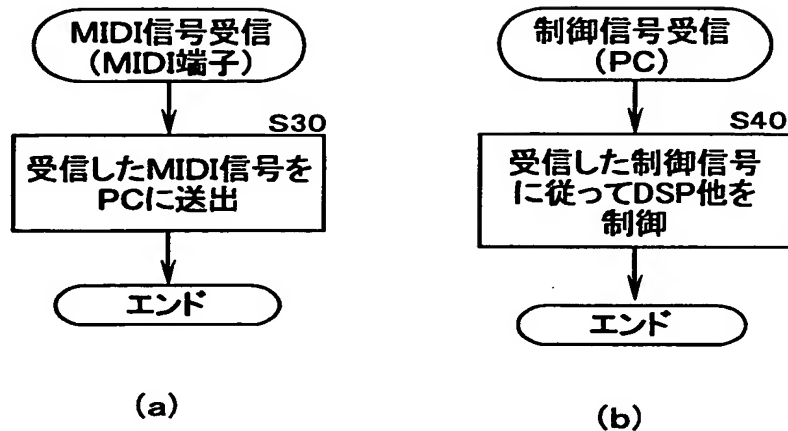 MIDI信号受信
(MIDI端子)
S30
受信したMIDI信号を
PCに送出
エンド
(a)
制御信号受信
(PC)
S40
受信した制御信号
に従ってDSP他を
制御
エンド
(b)